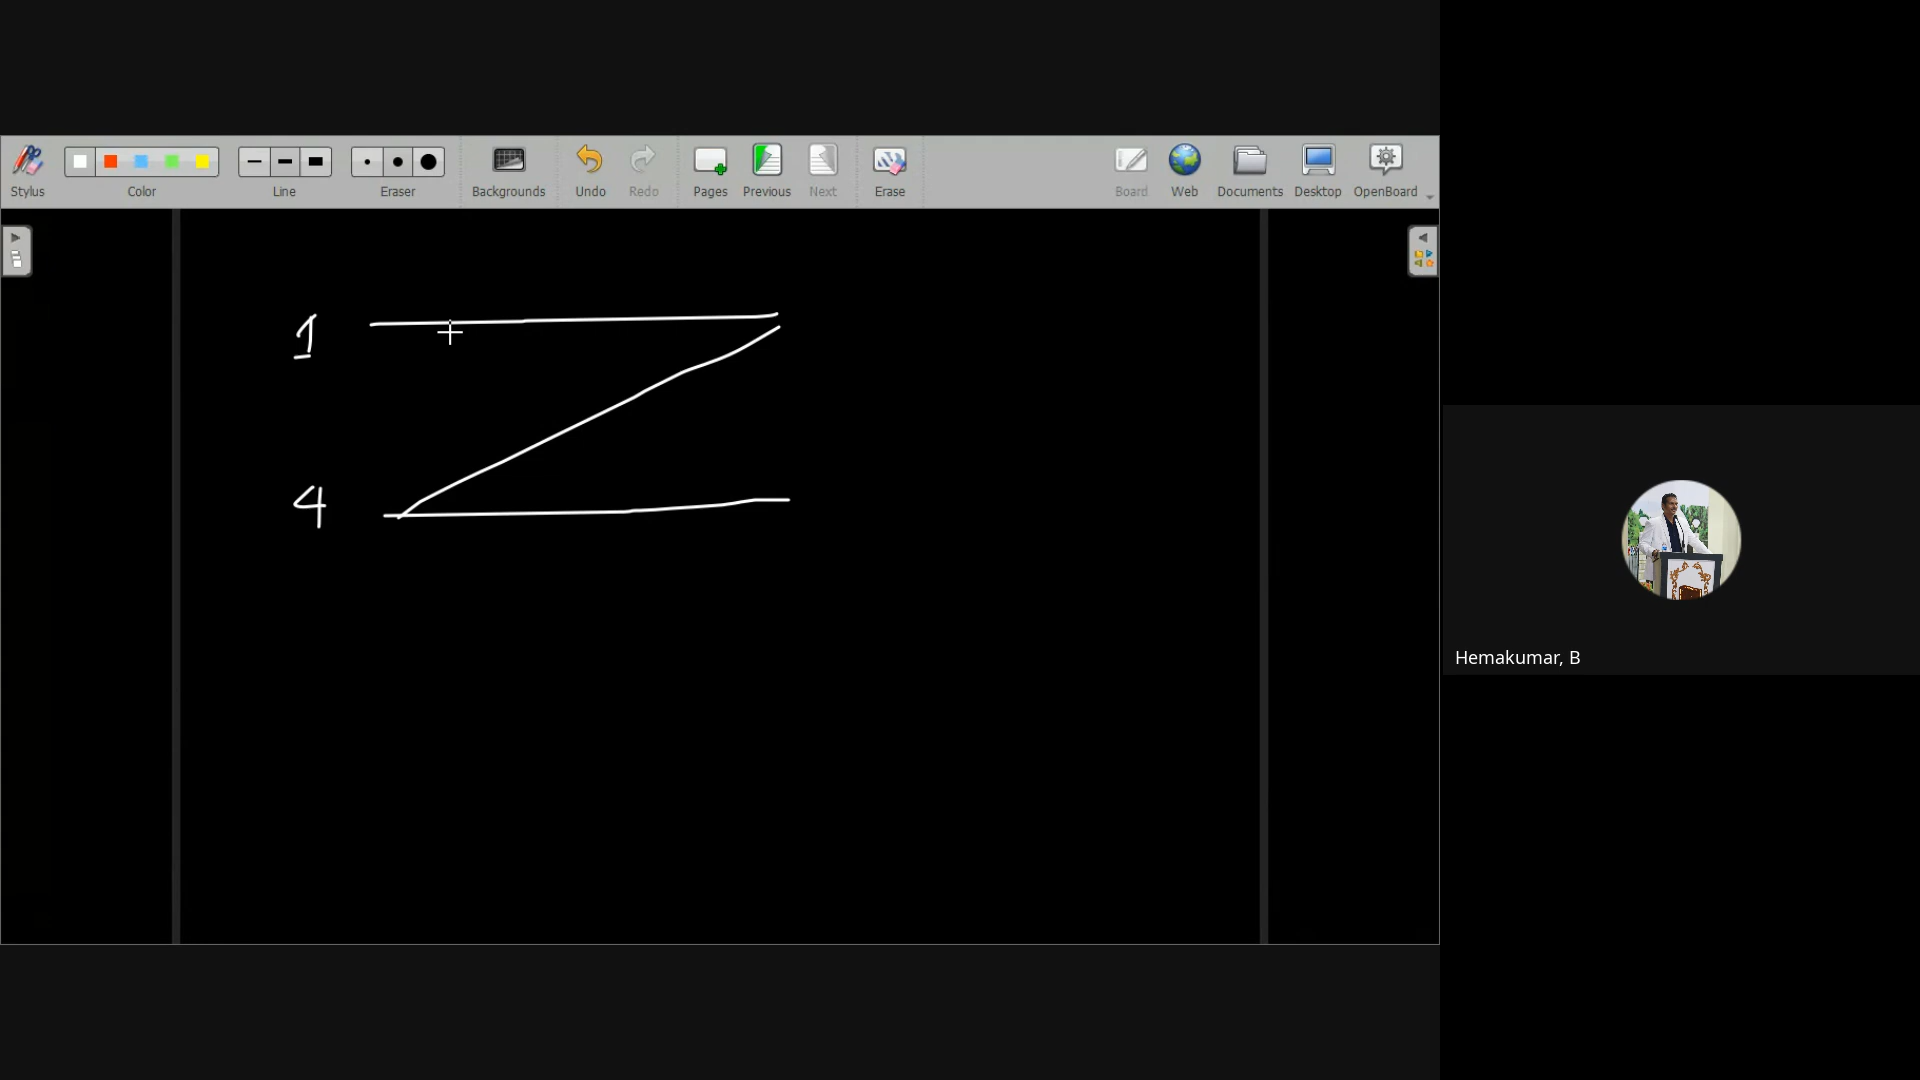 Stylus Color Line Eraser Backgrounds Undo Redo Pages Previous Next Erase Board Web Documents Desktop OpenBoard
1
4
Hemakumar, B